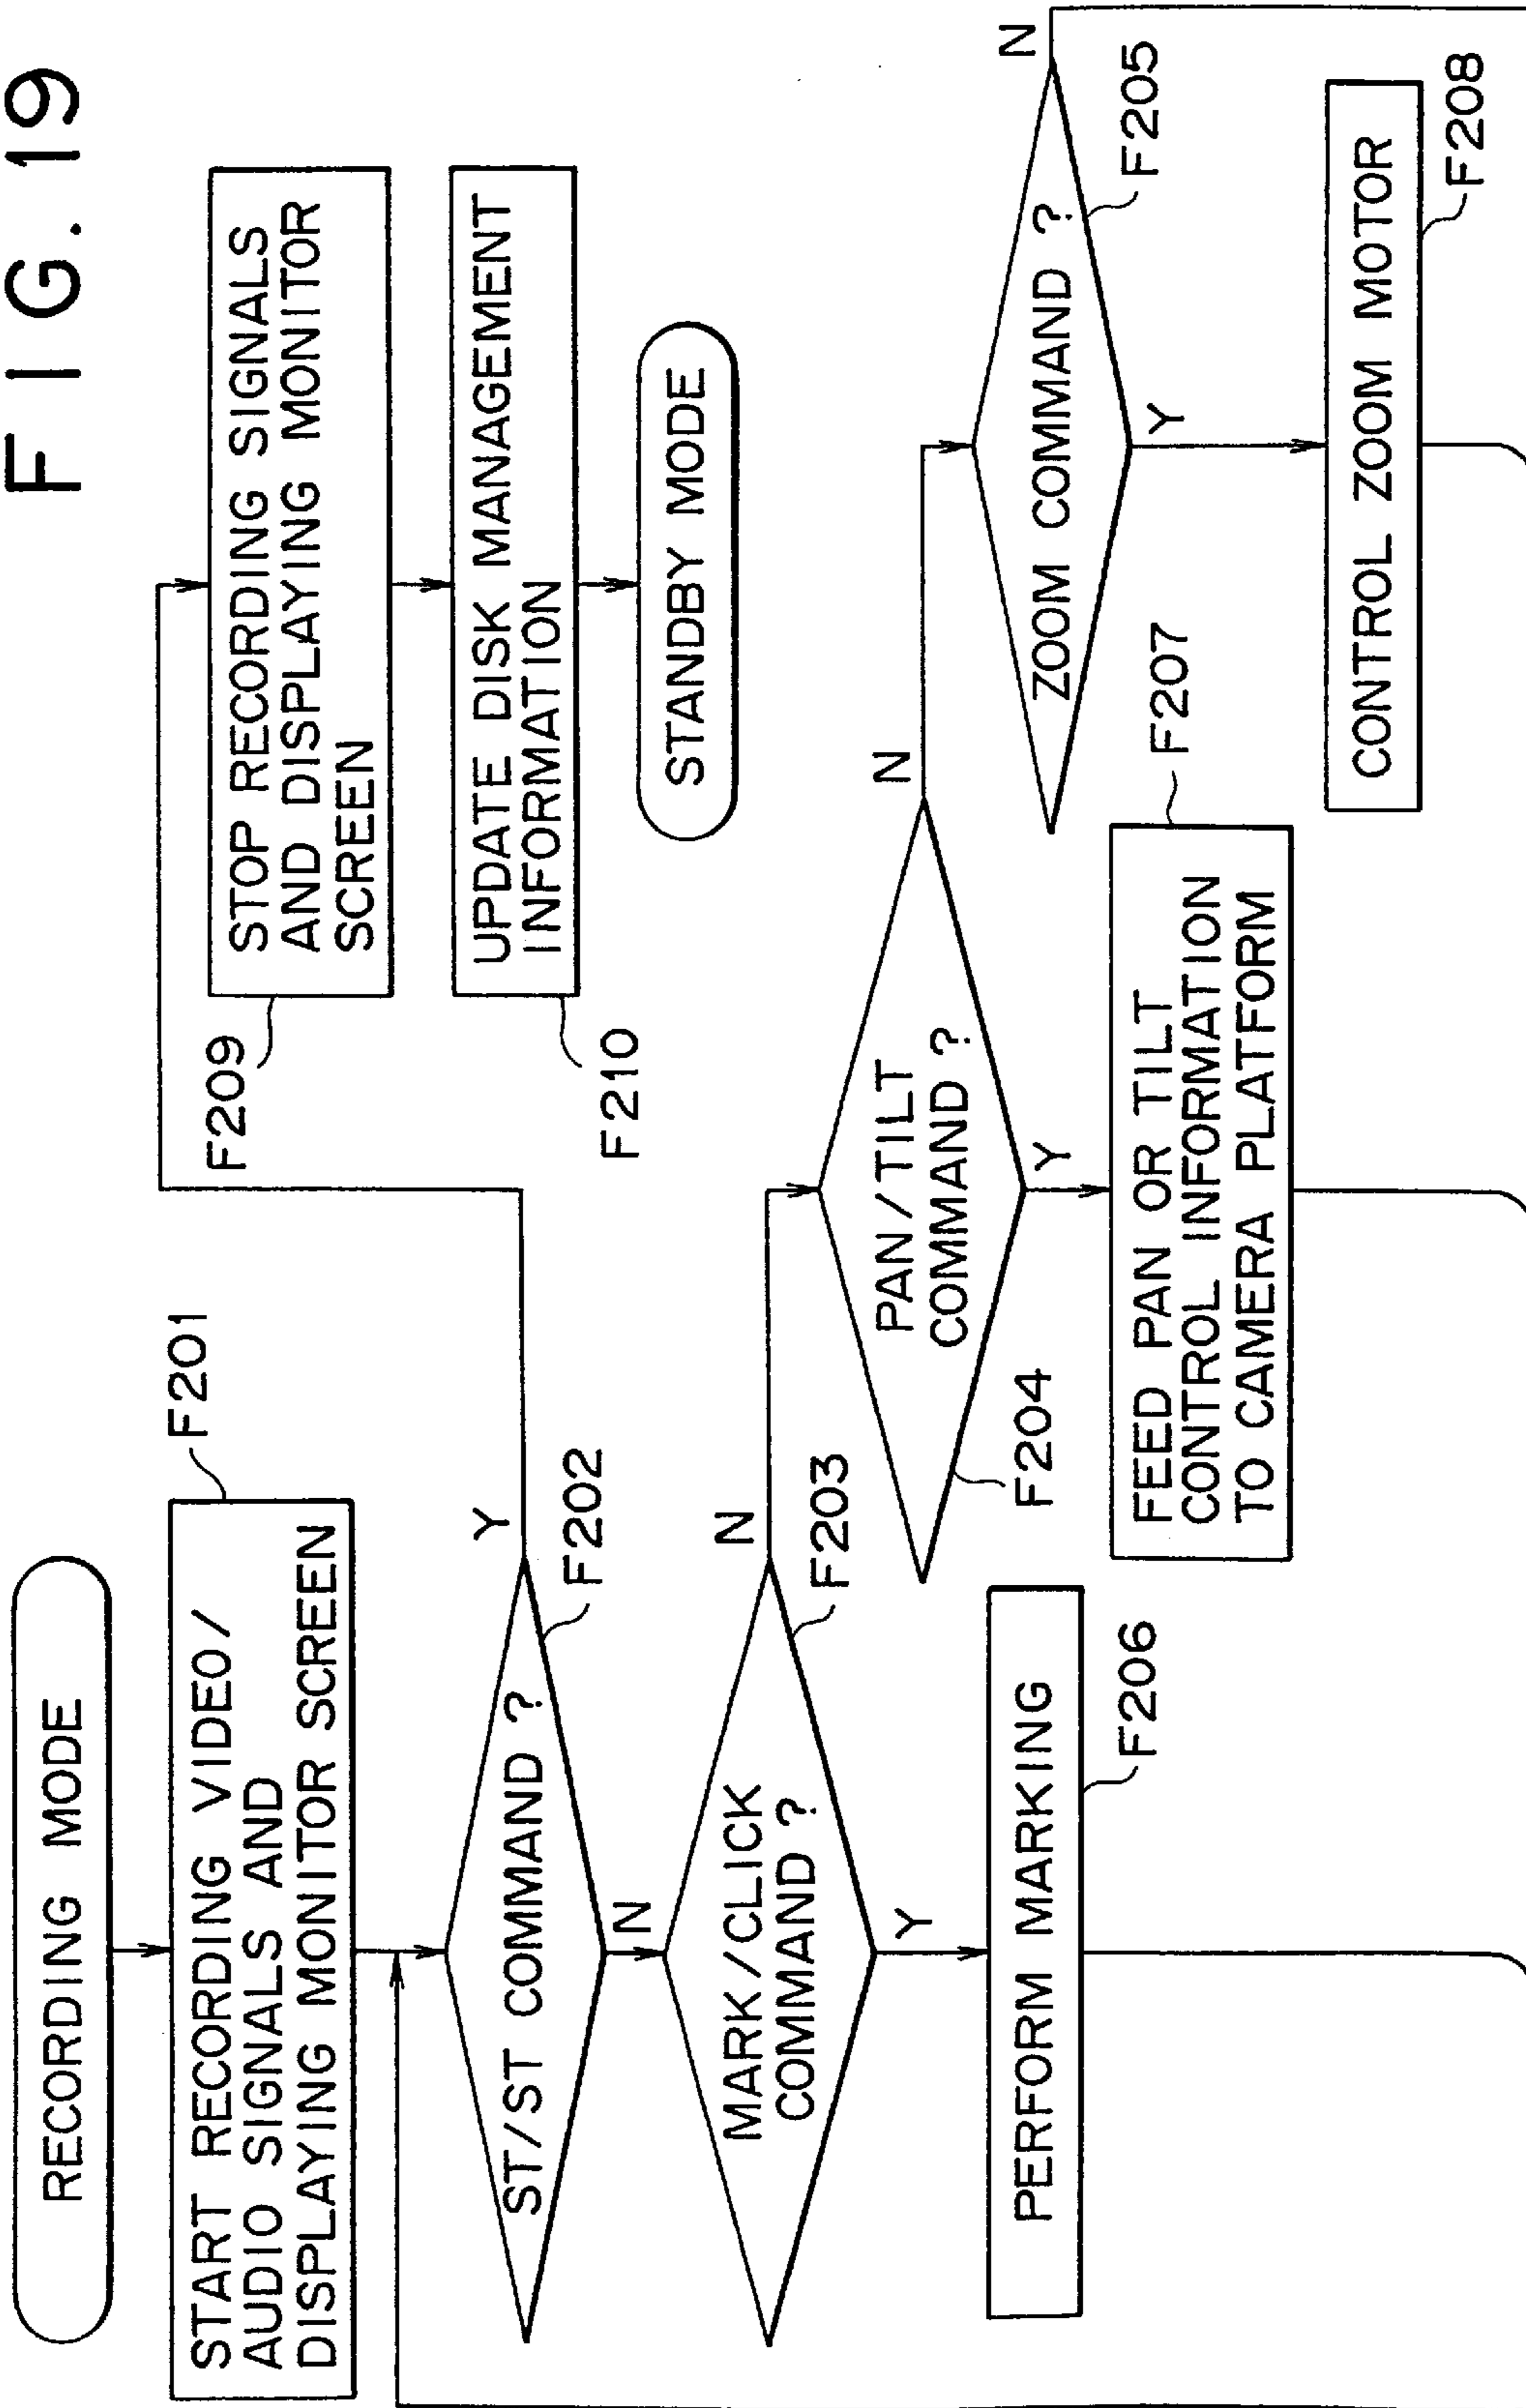 FIG. 19
RECORDING MODE
START RECORDING VIDEO/
AUDIO SIGNALS AND
DISPLAYING MONITOR SCREEN
F201
ST/ST COMMAND ?
Y
N
F202
STOP RECORDING SIGNALS
AND DISPLAYING MONITOR
SCREEN
F209
UPDATE DISK MANAGEMENT
INFORMATION
F210
STANDBY MODE
MARK/CLICK
COMMAND ?
N
Y
F203
PERFORM MARKING
F206
PAN/TILT
COMMAND ?
N
Y
F204
FEED PAN OR TILT
CONTROL INFORMATION
TO CAMERA PLATFORM
F207
ZOOM COMMAND ?
N
Y
F205
CONTROL ZOOM MOTOR
F208